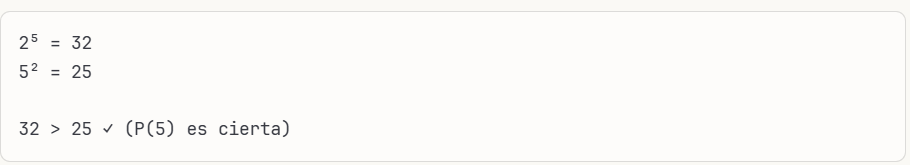 2⁵ = 32
5² = 25
32 > 25 ✓ (P(5) es cierta)